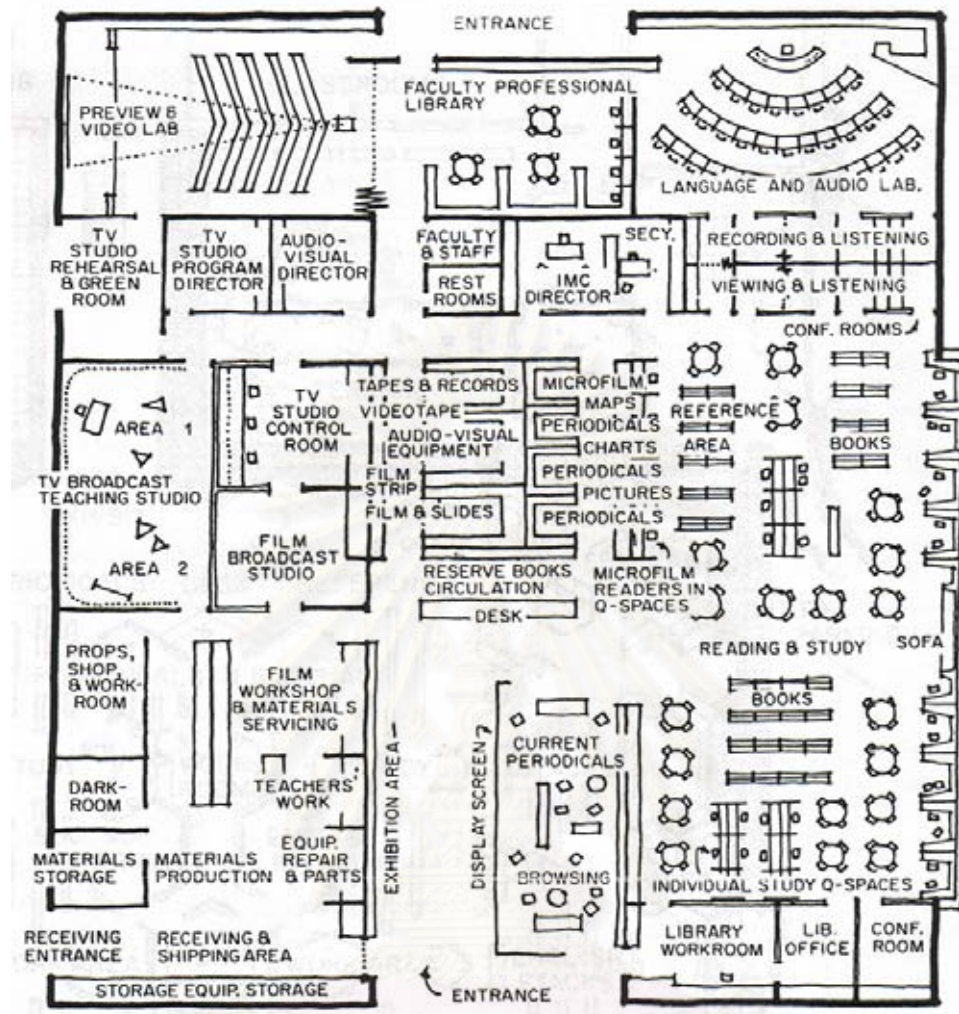 ENTRANCE
PREVIEW &
VIDEO LAB
FACULTY PROFESSIONAL
LIBRARY
LANGUAGE AND AUDIO LAB.
TV
STUDIO
REHEARSAL
& GREEN
ROOM
TV
STUDIO
PROGRAM
DIRECTOR
AUDIO-
VISUAL
DIRECTOR
FACULTY
& STAFF
REST
ROOMS
IMC
DIRECTOR
SECY.
RECORDING & LISTENING
VIEWING & LISTENING
CONF. ROOMS
AREA 1
TV BROADCAST
TEACHING STUDIO
AREA 2
TV
STUDIO
CONTROL
ROOM
FILM
BROADCAST
STUDIO
TAPES & RECORDS
VIDEOTAPE
AUDIO-VISUAL
EQUIPMENT
FILM
STRIP
FILM & SLIDES
MICROFILM
MAPS
PERIODICALS
CHARTS
PERIODICALS
PICTURES
PERIODICALS
REFERENCE
AREA
BOOKS
RESERVE BOOKS
CIRCULATION
DESK
MICROFILM
READERS IN
Q-SPACES
READING & STUDY
SOFA
PROPS,
SHOP,
& WORK-
ROOM
FILM
WORKSHOP
& MATERIALS
SERVICING
DARK-
ROOM
TEACHERS'
WORK
EXHIBITION AREA
DISPLAY SCREEN
CURRENT
PERIODICALS
BOOKS
MATERIALS
STORAGE
MATERIALS
PRODUCTION
EQUIP.
REPAIR
& PARTS
BROWSING
INDIVIDUAL STUDY Q-SPACES
RECEIVING
ENTRANCE
RECEIVING &
SHIPPING AREA
LIBRARY
WORKROOM
LIB.
OFFICE
CONF.
ROOM
STORAGE EQUIP. STORAGE
ENTRANCE